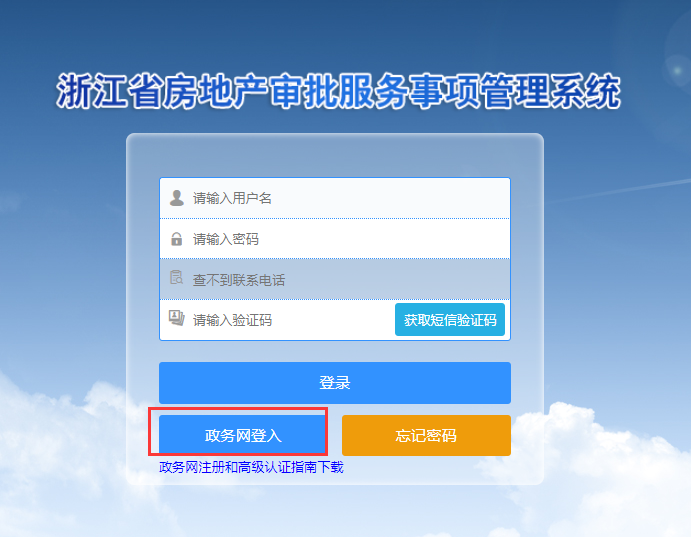 浙江省房地产审批服务事项管理系统
请输入用户名
请输入密码
查不到联系电话
请输入验证码
获取短信验证码
登录
政务网登入
忘记密码
政务网注册和高级认证指南下载